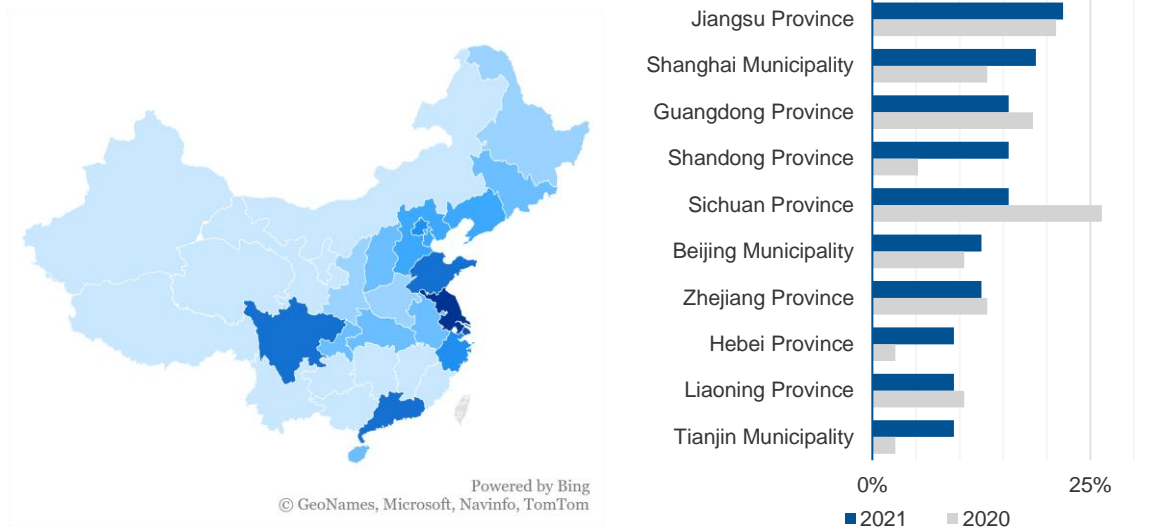 Powered by Bing
© GeoNames, Microsoft, Navinfo, TomTom
Jiangsu Province
Shanghai Municipality
Guangdong Province
Shandong Province
Sichuan Province
Beijing Municipality
Zhejiang Province
Hebei Province
Liaoning Province
Tianjin Municipality
0% 25%
2021 2020